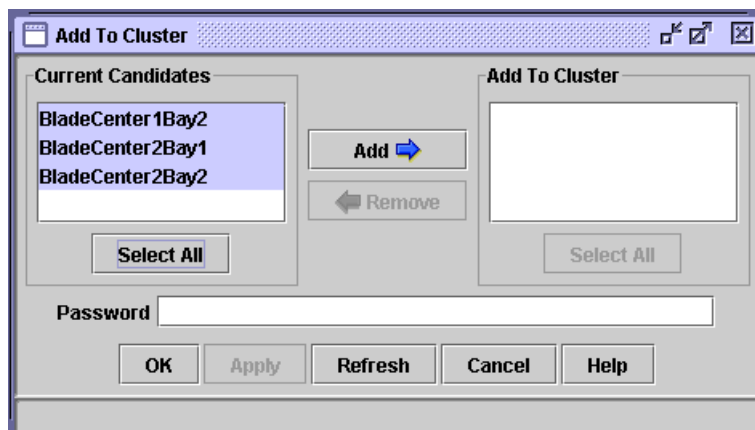 Add To Cluster
Current Candidates
BladeCenter1Bay2
BladeCenter2Bay1
BladeCenter2Bay2
Select All
Add
Remove
Add To Cluster
Select All
Password
OK Apply Refresh Cancel Help